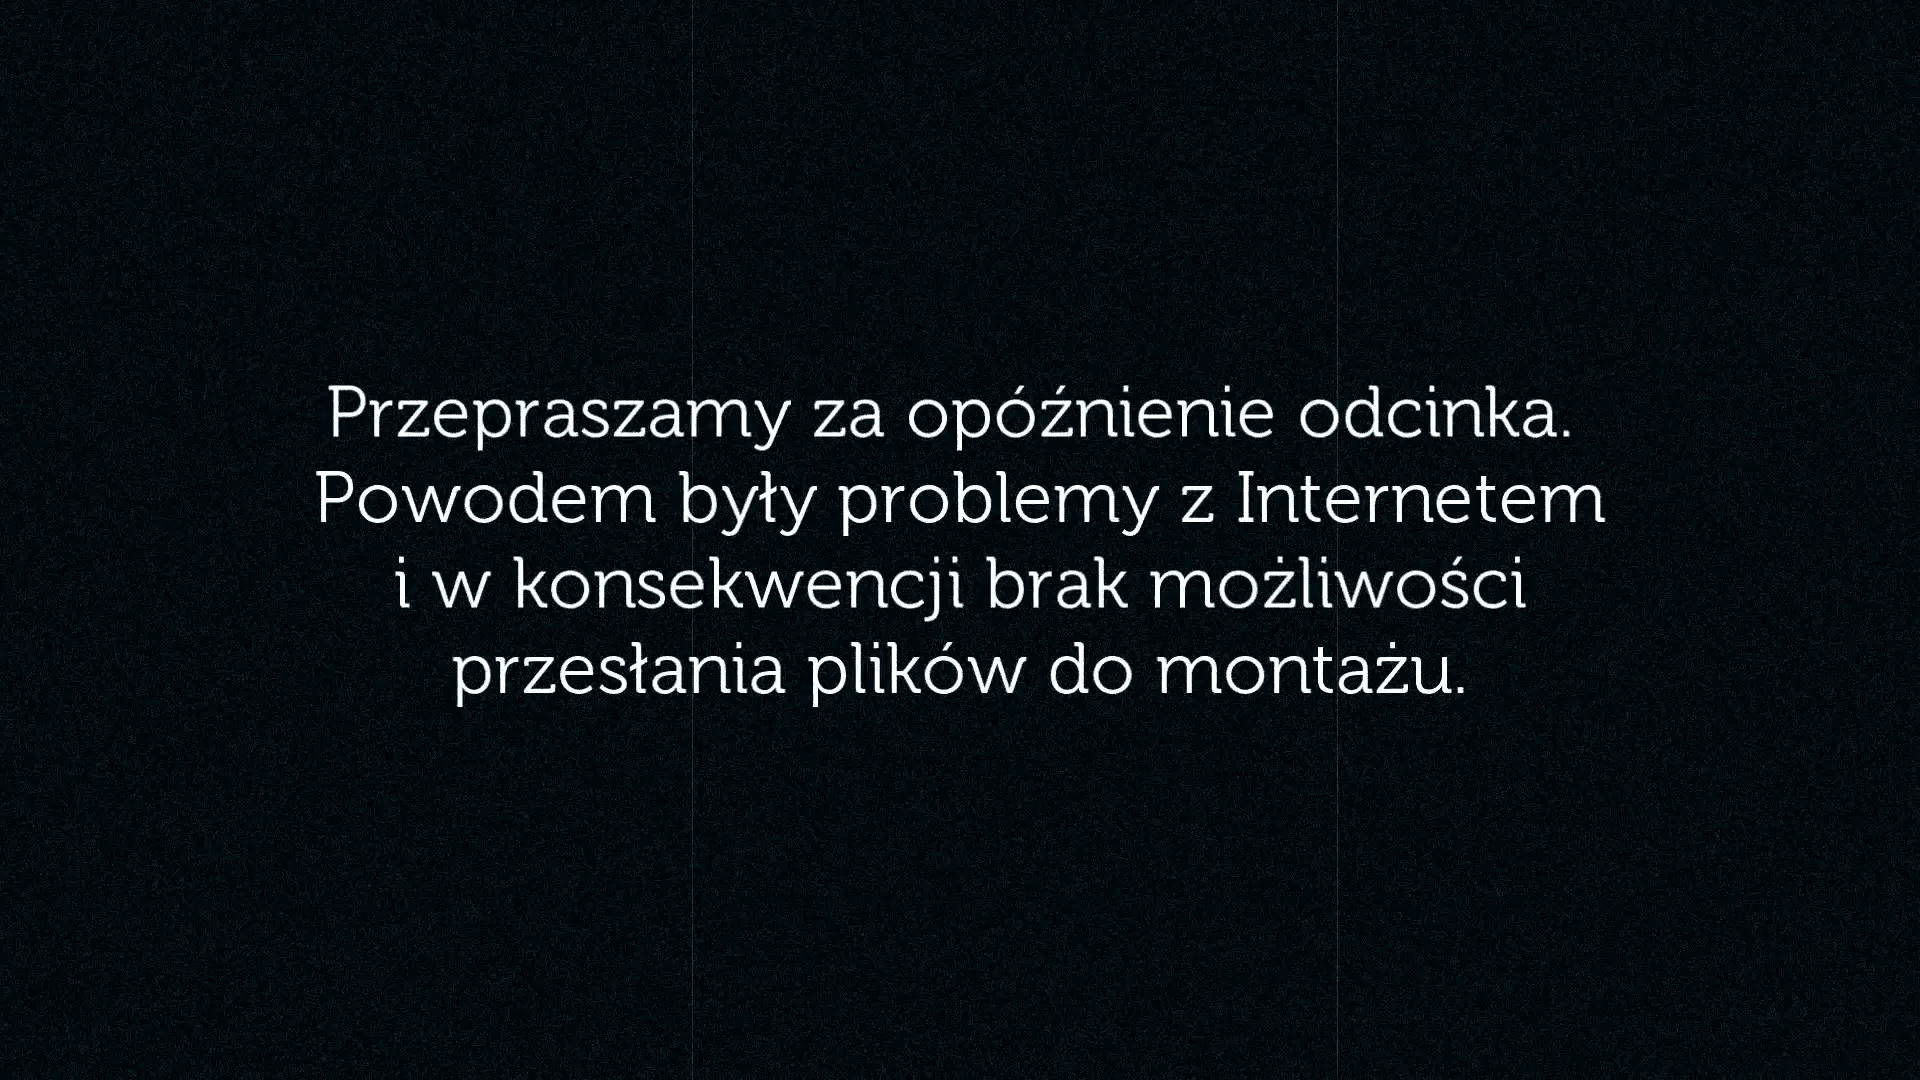 Przepraszamy za opóźnienie odcinka.
Powodem były problemy z Internetem
i w konsekwencji brak możliwości
przesłania plików do montażu.